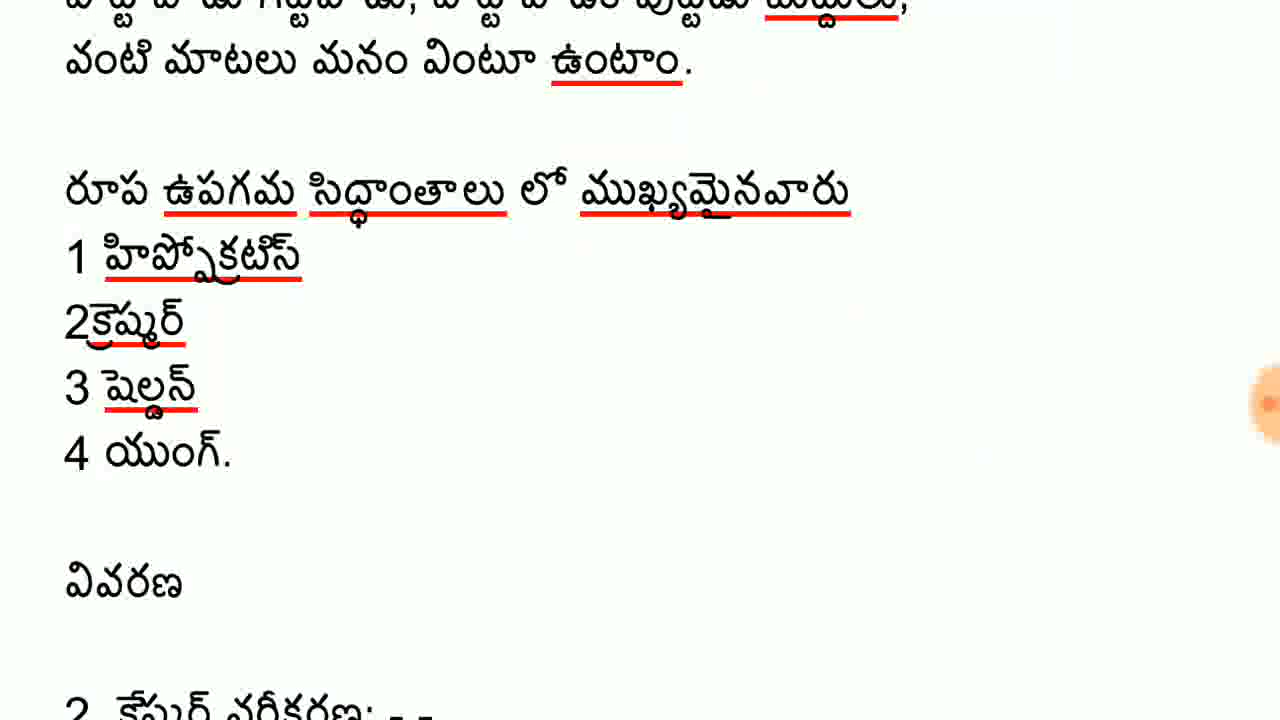 వంటి మాటలు మనం వింటూ ఉంటాం.
రూప ఉపగమ సిద్ధాంతాలు లో ముఖ్యమైనవారు
1 హిప్పోక్రటిస్
2క్రెష్మర్
3 షెల్డన్
4 యుంగ్.
వివరణ